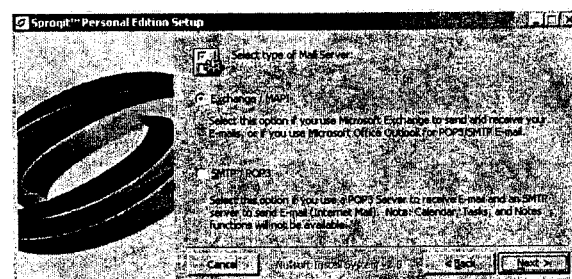 Sproqit™ Personal Edition Setup
Select type of Mail Server:
Exchange / MAPI
Select this option if you use Microsoft Exchange to send and receive your
E-mails, or if you use Microsoft Office Outlook for POP3/SMTP E-mail.
SMTP / POP3
Select this option if you use a POP3 Server to receive E-mail and an SMTP
server to send E-mail (Internet Mail). Note: Calendar, Tasks, and Notes
functions will not be available.
Cancel
Install System
< Back
Next >